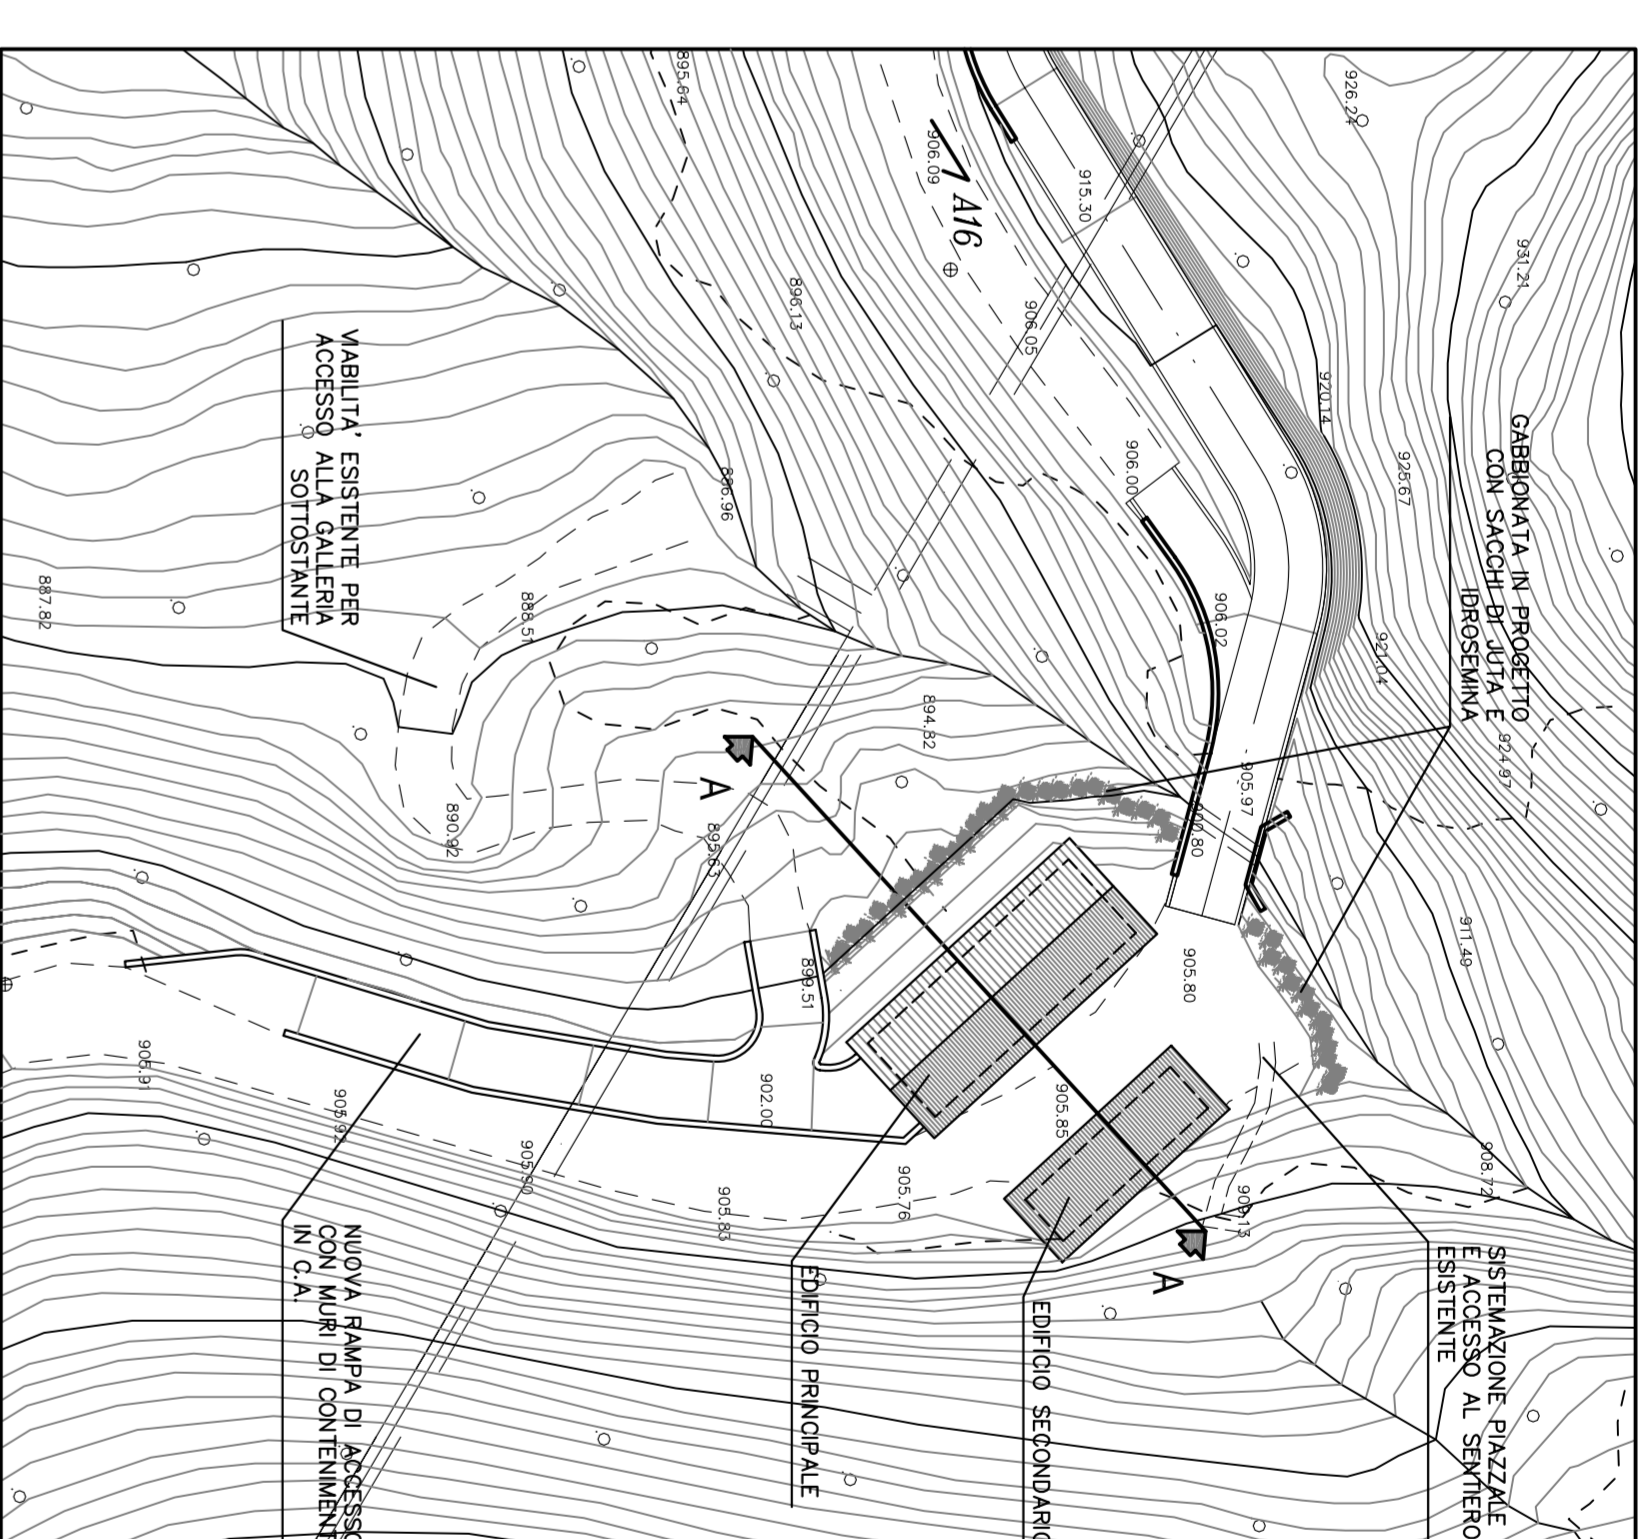 GABBIONATA IN PROGETTO
CON SACCHI DI JUTA E
IDROSEMINA
SISTEMAZIONE PIAZZALE
E ACCESSO AL SENTIERO
ESISTENTE
EDIFICIO SECONDARIO
EDIFICIO PRINCIPALE
VIABILITA' ESISTENTE PER
ACCESSO ALLA GALLERIA
SOTTOSTANTE
NUOVA RAMPA DI ACCESSO
CON MURI DI CONTENIMENT
IN C.A.
A16
A
A
931.21
926.24
925.67
924.97
920.14
921.04
915.30
911.49
908.72
909.13
906.09
906.05
906.00
906.02
905.97
900.80
905.80
905.85
905.76
905.83
905.90
905.92
905.91
902.00
899.51
895.64
896.13
886.96
894.82
895.63
888.51
890.92
887.82